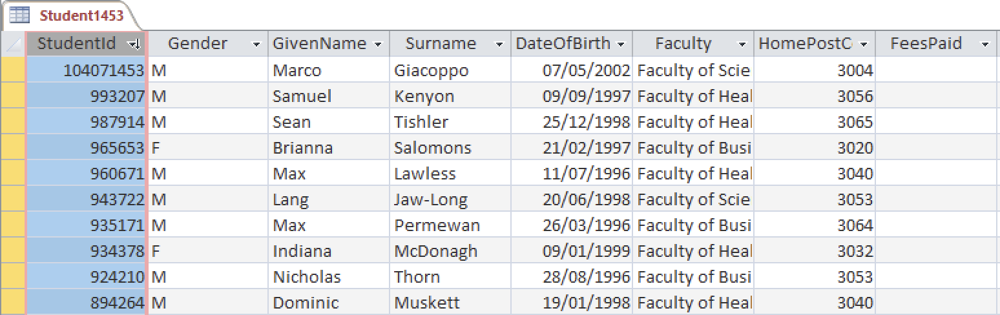 Student1453
StudentId Gender GivenName Surname DateOfBirth Faculty HomePostC FeesPaid
104071453 M Marco Giacoppo 07/05/2002 Faculty of Scie 3004
993207 M Samuel Kenyon 09/09/1997 Faculty of Heal 3056
987914 M Sean Tishler 25/12/1998 Faculty of Heal 3065
965653 F Brianna Salomons 21/02/1997 Faculty of Busi 3020
960671 M Max Lawless 11/07/1996 Faculty of Heal 3040
943722 M Lang Jaw-Long 20/06/1998 Faculty of Scie 3053
935171 M Max Permewan 26/03/1996 Faculty of Busi 3064
934378 F Indiana McDonagh 09/01/1999 Faculty of Heal 3032
924210 M Nicholas Thorn 28/08/1996 Faculty of Busi 3053
894264 M Dominic Muskett 19/01/1998 Faculty of Heal 3040